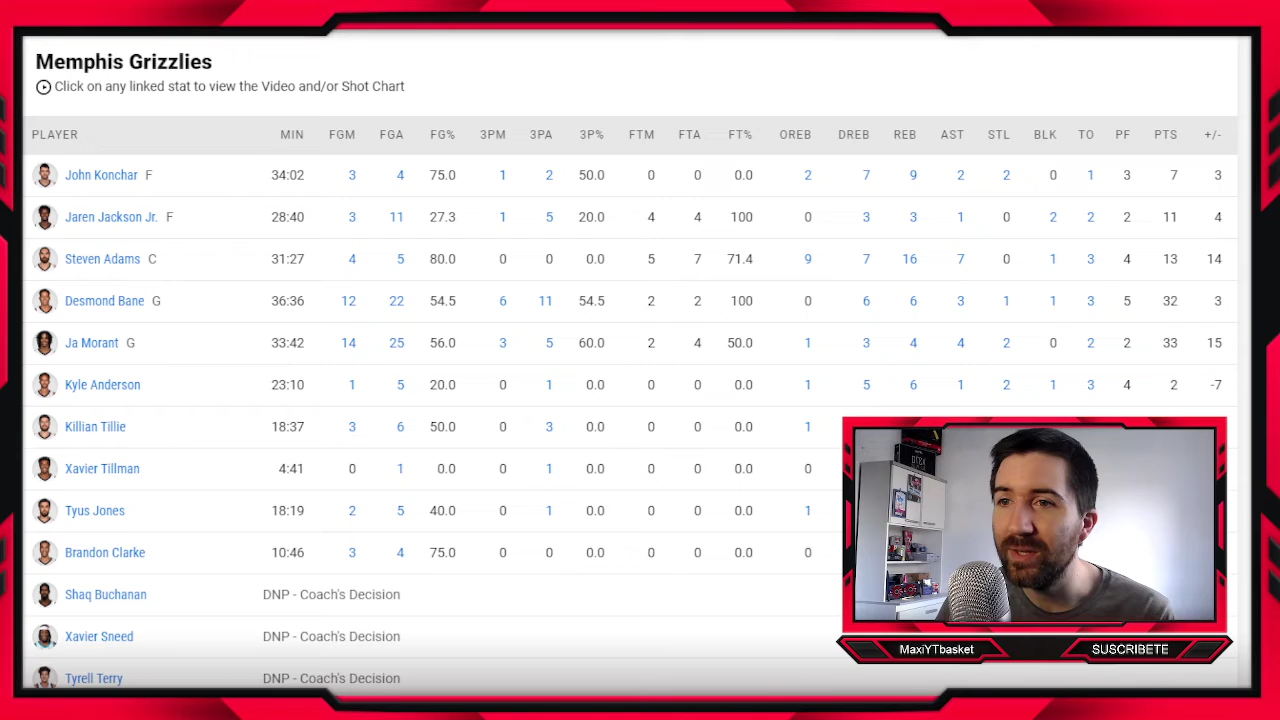 Memphis Grizzlies
Click on any linked stat to view the Video and/or Shot Chart
PLAYER MIN FGM FGA FG% 3PM 3PA 3P% FTM FTA FT% OREB DREB REB AST STL BLK TO PF PTS +/-
John Konchar F 34:02 3 4 75.0 1 2 50.0 0 0 0.0 2 7 9 2 2 0 1 3 7 3
Jaren Jackson Jr. F 28:40 3 11 27.3 1 5 20.0 4 4 100 0 3 3 1 0 2 2 2 11 4
Steven Adams C 31:27 4 5 80.0 0 0 0.0 5 7 71.4 9 7 16 7 0 1 3 4 13 14
Desmond Bane G 36:36 12 22 54.5 6 11 54.5 2 2 100 0 6 6 3 1 1 3 5 32 3
Ja Morant G 33:42 14 25 56.0 3 5 60.0 2 4 50.0 1 3 4 4 2 0 2 2 33 15
Kyle Anderson 23:10 1 5 20.0 0 1 0.0 0 0 0.0 1 5 6 1 2 1 3 4 2 -7
Killian Tillie 18:37 3 6 50.0 0 3 0.0 0 0 0.0 1
Xavier Tillman 4:41 0 1 0.0 0 1 0.0 0 0 0.0 0
Tyus Jones 18:19 2 5 40.0 0 1 0.0 0 0 0.0 1
Brandon Clarke 10:46 3 4 75.0 0 0 0.0 0 0 0.0 0
Shaq Buchanan DNP - Coach's Decision
Xavier Sneed DNP - Coach's Decision
Tyrell Terry DNP - Coach's Decision
MaxiYTbasket
SUSCRIBETE